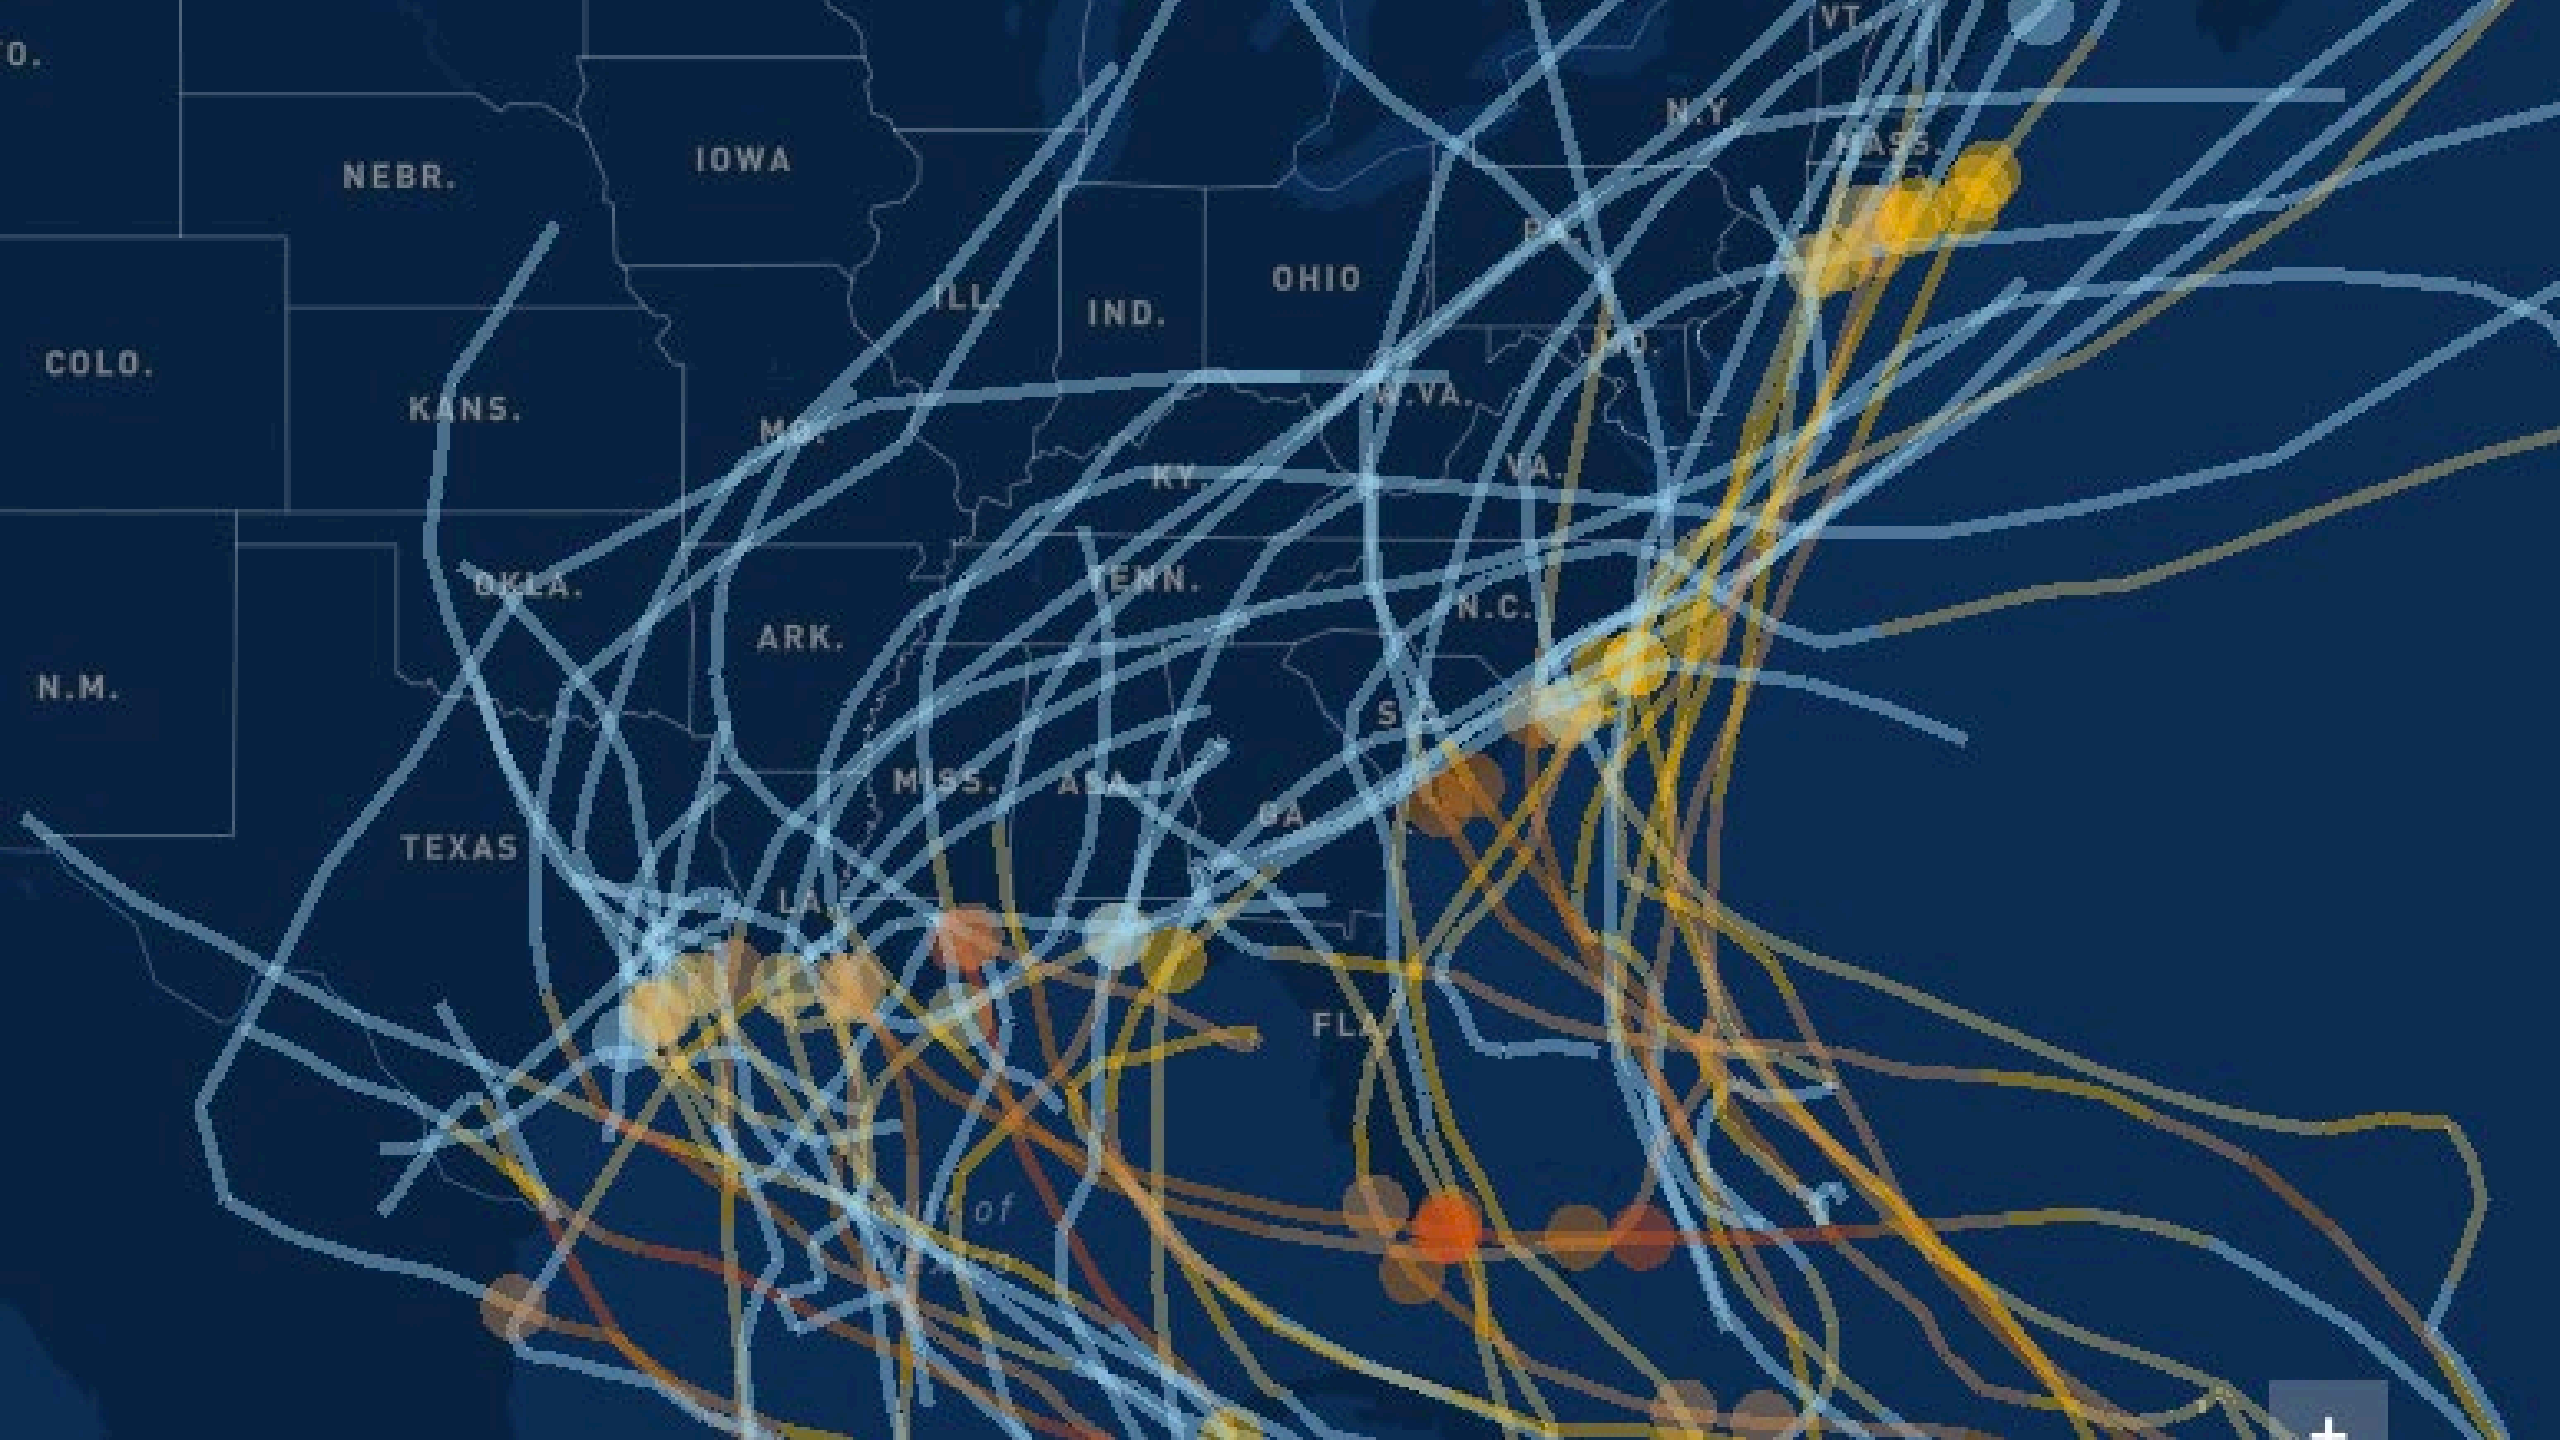 VT.
O.
N.Y.
MASS.
IOWA
NEBR.
OHIO
ILL.
IND.
MD.
COLO.
W.VA.
KANS.
MO.
VA.
KY.
TENN.
OKLA.
N.C.
ARK.
N.M.
MISS.
GA.
TEXAS
LA.
FLA
of
+